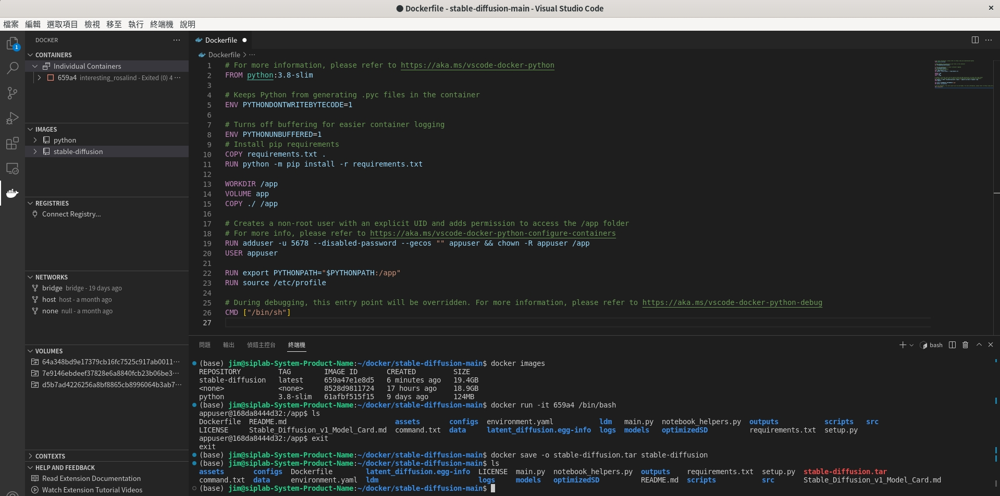 Dockerfile - stable-diffusion-main - Visual Studio Code
檔案 編輯 選取項目 檢視 移至 執行 終端機 說明
1
DOCKER
CONTAINERS
Individual Containers
659a4 interesting_rosalind - Exited (0) 4 ···
IMAGES
python
stable-diffusion
REGISTRIES
Connect Registry...
NETWORKS
bridge bridge - 19 days ago
host host - a month ago
none null - a month ago
VOLUMES
64a348bd9e17379cb16fc7525c917ab0011···
7e9146ebdeef37828e6a8840fcb23b06be3···
d5b7ad4226256a8bf8865cb8996064b3ab7···
CONTEXTS
HELP AND FEEDBACK
Read Extension Documentation
Watch Extension Tutorial Videos
Dockerfile
Dockerfile > ···
1 # For more information, please refer to https://aka.ms/vscode-docker-python
2 FROM python:3.8-slim
3
4 # Keeps Python from generating .pyc files in the container
5 ENV PYTHONDONTWRITEBYTECODE=1
6
7 # Turns off buffering for easier container logging
8 ENV PYTHONUNBUFFERED=1
9 # Install pip requirements
10 COPY requirements.txt .
11 RUN python -m pip install -r requirements.txt
12
13 WORKDIR /app
14 VOLUME app
15 COPY ./ /app
16
17 # Creates a non-root user with an explicit UID and adds permission to access the /app folder
18 # For more info, please refer to https://aka.ms/vscode-docker-python-configure-containers
19 RUN adduser -u 5678 --disabled-password --gecos "" appuser && chown -R appuser /app
20 USER appuser
21
22 RUN export PYTHONPATH="$PYTHONPATH:/app"
23 RUN source /etc/profile
24
25 # During debugging, this entry point will be overridden. For more information, please refer to https://aka.ms/vscode-docker-python-debug
26 CMD ["/bin/sh"]
27
問題 輸出 偵錯主控台 終端機 bash
(base) jim@siplab-System-Product-Name:~/docker/stable-diffusion-main$ docker images
REPOSITORY TAG IMAGE ID CREATED SIZE
stable-diffusion latest 659a47e1e8d5 6 minutes ago 19.4GB
<none> <none> 8528d9811724 17 hours ago 18.9GB
python 3.8-slim 61afbf515f15 9 days ago 124MB
(base) jim@siplab-System-Product-Name:~/docker/stable-diffusion-main$ docker run -it 659a4 /bin/bash
appuser@168da8444d32:/app$ ls
Dockerfile README.md assets configs environment.yaml ldm main.py notebook_helpers.py outputs scripts src
LICENSE Stable_Diffusion_v1_Model_Card.md command.txt data latent_diffusion.egg-info logs models optimizedSD requirements.txt setup.py
appuser@168da8444d32:/app$ exit
exit
(base) jim@siplab-System-Product-Name:~/docker/stable-diffusion-main$ docker save -o stable-diffusion.tar stable-diffusion
(base) jim@siplab-System-Product-Name:~/docker/stable-diffusion-main$ ls
assets configs Dockerfile latent_diffusion.egg-info LICENSE main.py notebook_helpers.py outputs requirements.txt setup.py stable-diffusion.tar
command.txt data environment.yaml ldm logs models optimizedSD README.md scripts src Stable_Diffusion_v1_Model_Card.md
(base) jim@siplab-System-Product-Name:~/docker/stable-diffusion-main$